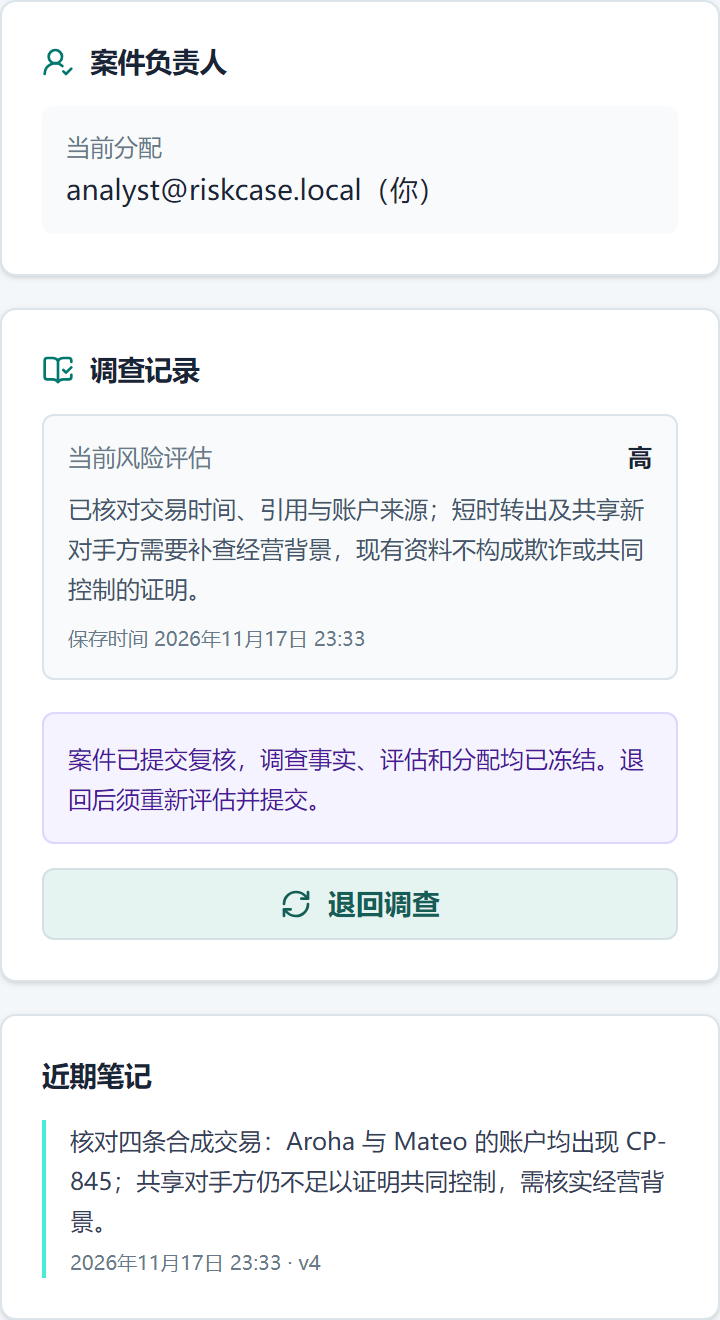 案件负责人
当前分配
analyst@riskcase.local（你）
调查记录
当前风险评估 高
已核对交易时间、引用与账户来源；短时转出及共享新
对手方需要补查经营背景，现有资料不构成欺诈或共同
控制的证明。
保存时间 2026年11月17日 23:33
案件已提交复核，调查事实、评估和分配均已冻结。退
回后须重新评估并提交。
退回调查
近期笔记
核对四条合成交易：Aroha 与 Mateo 的账户均出现 CP-
845；共享对手方仍不足以证明共同控制，需核实经营背
景。
2026年11月17日 23:33 · v4